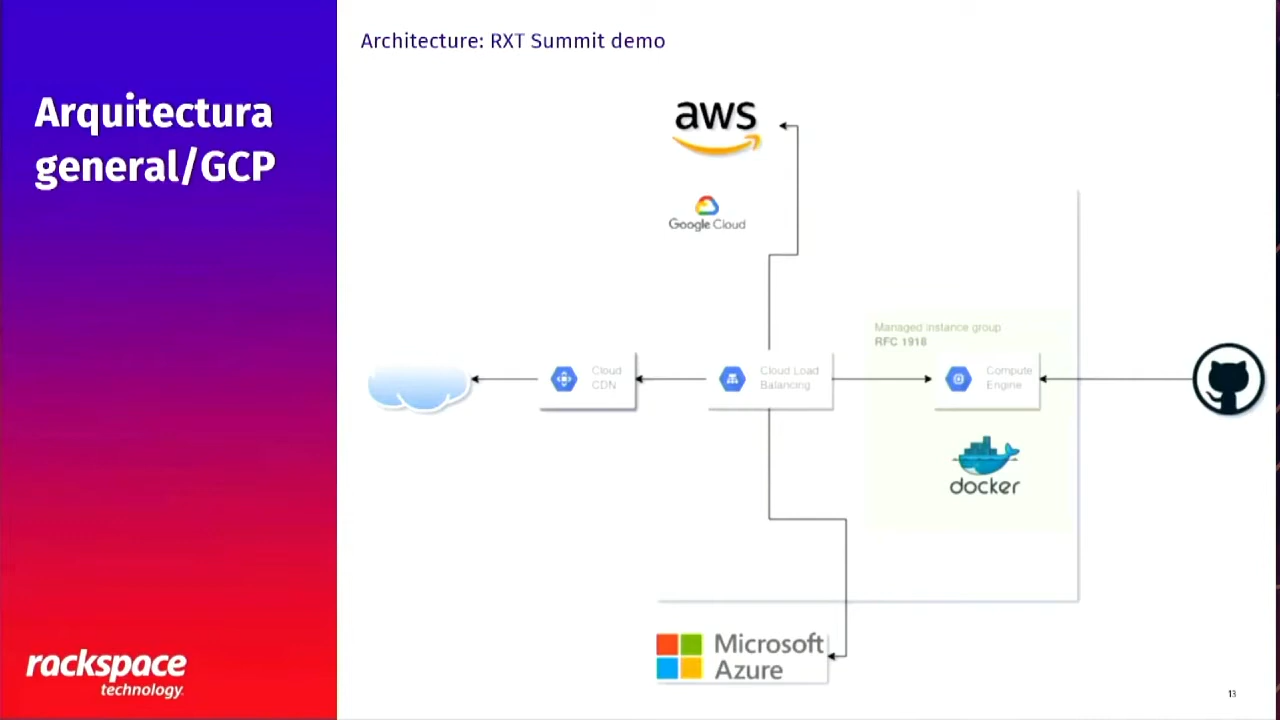 Architecture: RXT Summit demo
Arquitectura
general/GCP
aws
Google Cloud
Managed instance group
RFC 1918
Cloud
CDN
Cloud Load
Balancing
Compute
Engine
docker
Microsoft
Azure
rackspace
technology.
13